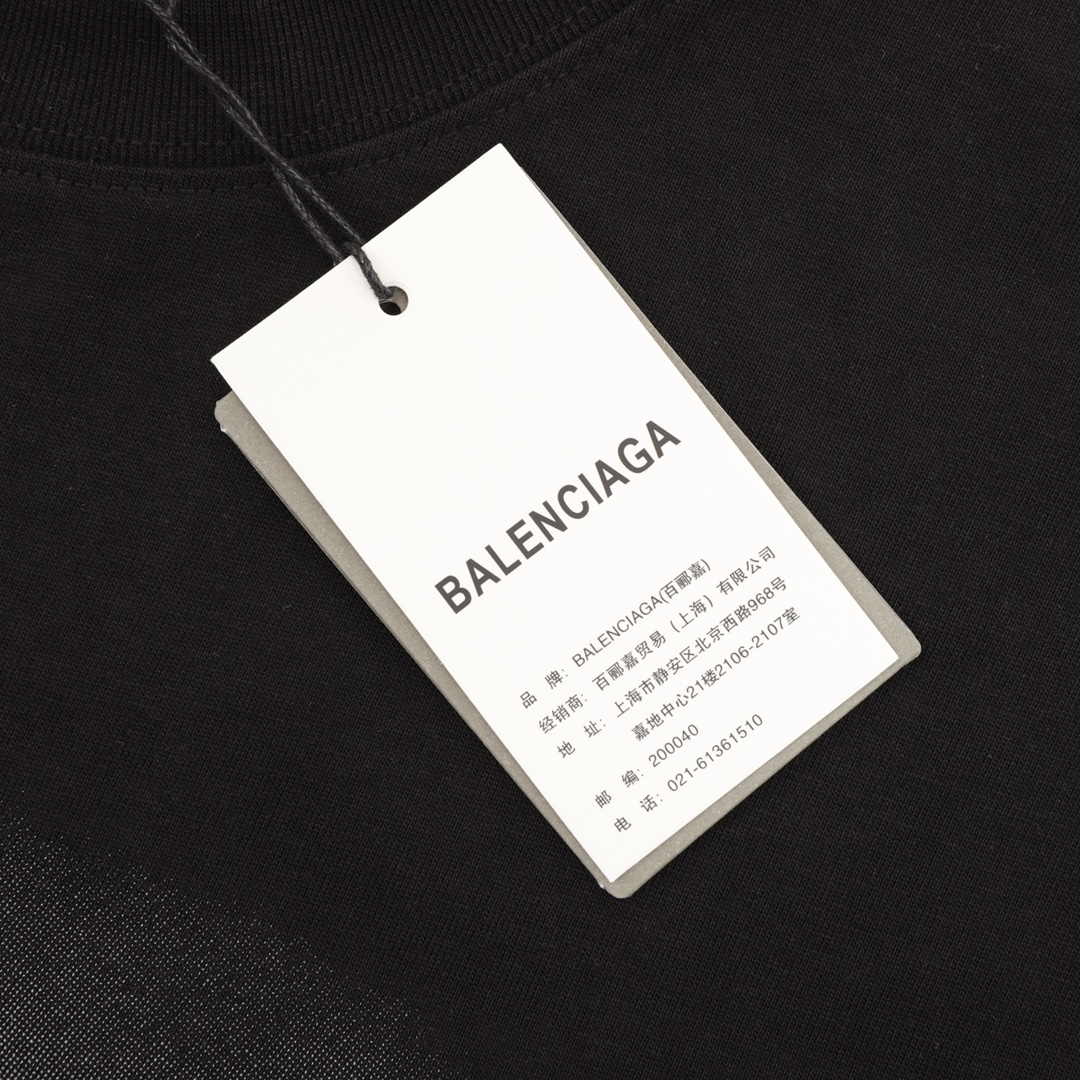 BALENCIAGA
品 牌：BALENCIAGA(百郦嘉)
经销商：百郦嘉贸易（上海）有限公司
地 址：上海市静安区北京西路968号
嘉地中心21楼2106-2107室
邮 编：200040
电 话：021-61361510